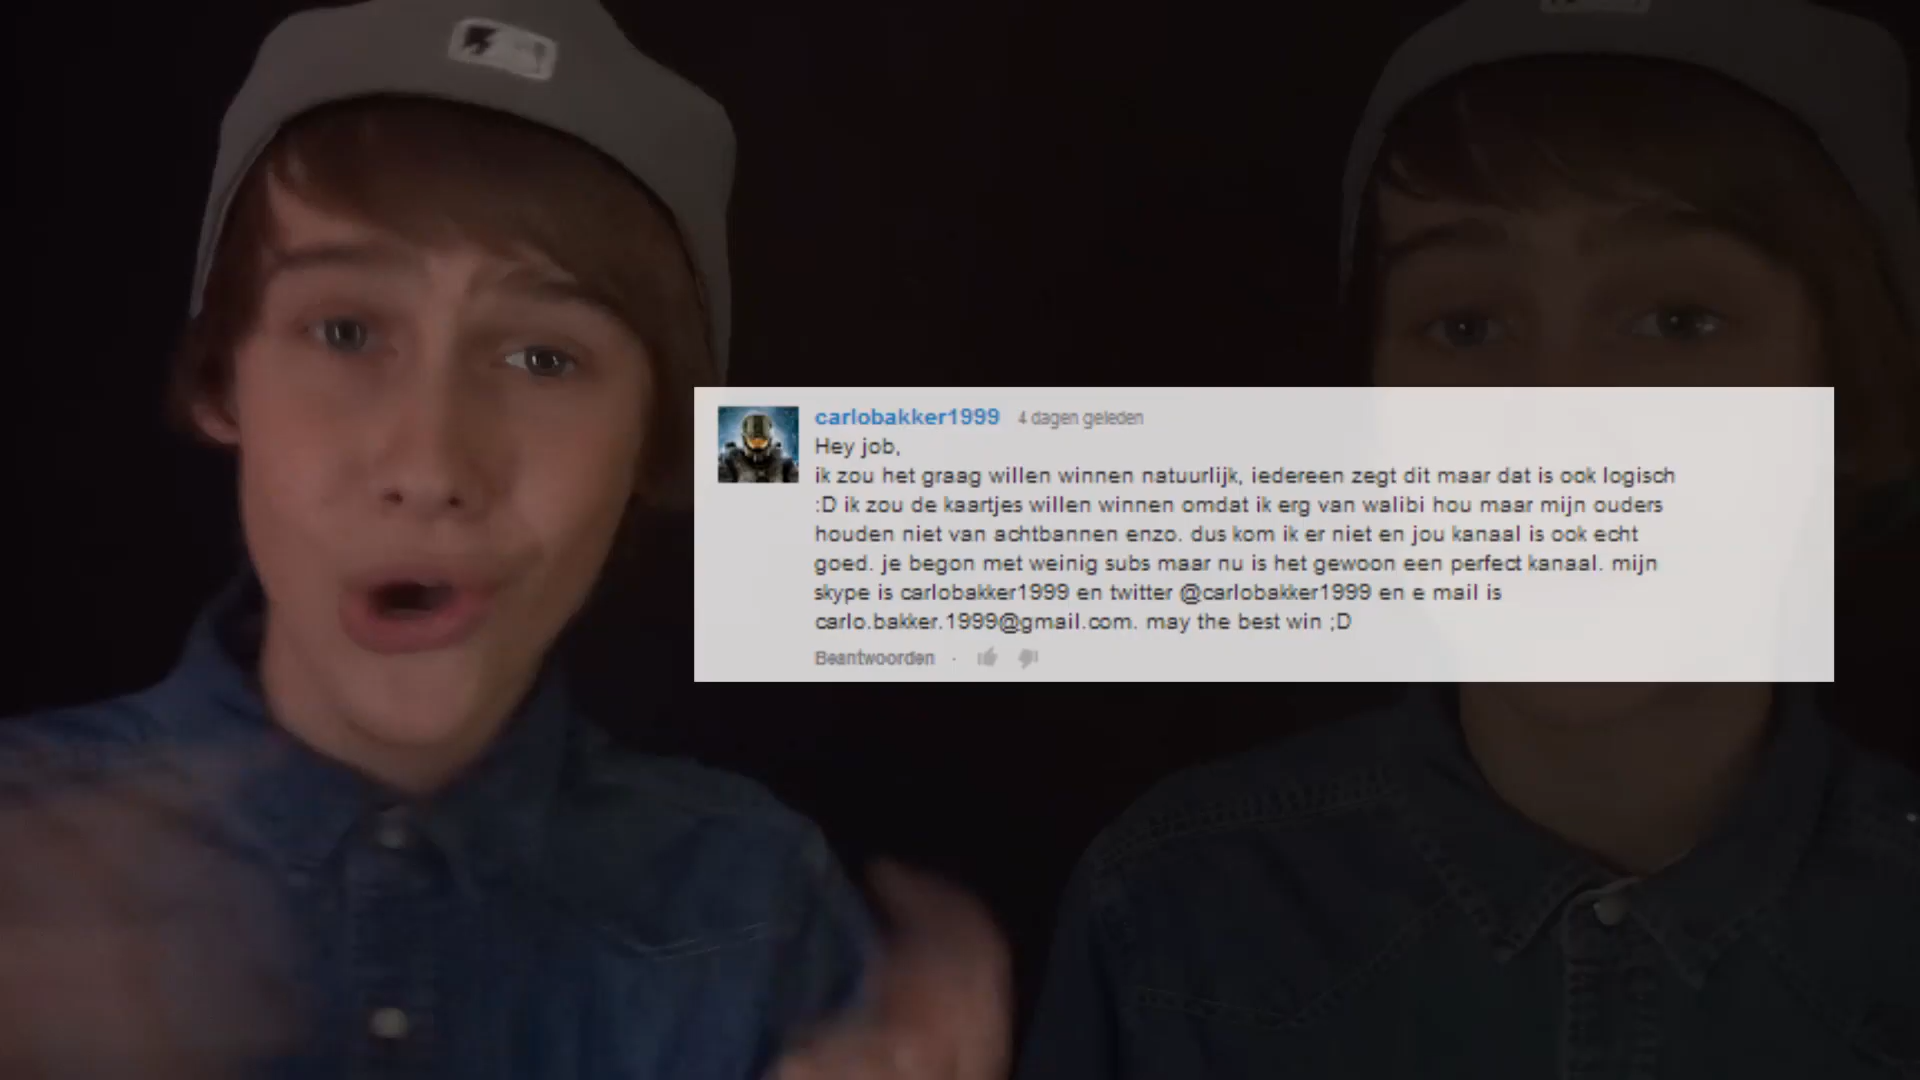 carlobakker1999 4 dagen geleden
Hey job,
ik zou het graag willen winnen natuurlijk, iedereen zegt dit maar dat is ook logisch
:D ik zou de kaartjes willen winnen omdat ik erg van walibi hou maar mijn ouders
houden niet van achtbannen enzo. dus kom ik er niet en jou kanaal is ook echt
goed. je begon met weinig subs maar nu is het gewoon een perfect kanaal. mijn
skype is carlobakker1999 en twitter @carlobakker1999 en e mail is
carlo.bakker.1999@gmail.com. may the best win ;D
Beantwoorden ·